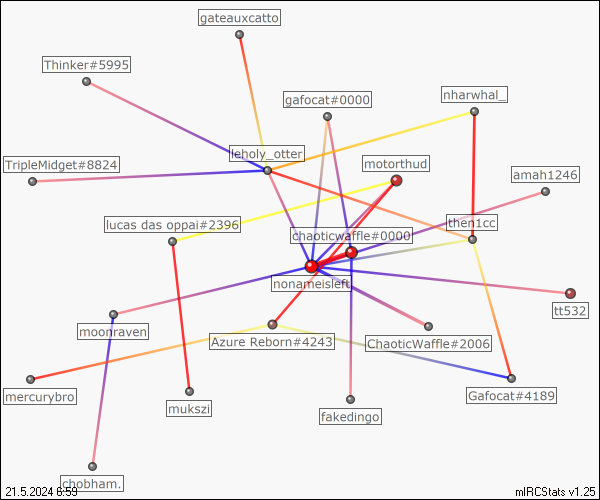 gateauxcatto
Thinker#5995
gafocat#0000
nharwhal_
leholy_otter
motorthud
TripleMidget#8824
amah1246
lucas das oppai#2396
then1cc
chaoticwaffle#0000
nonameisleft
tt532
moonraven
Azure Reborn#4243
ChaoticWaffle#2006
mercurybro
Gafocat#4189
mukszi
fakedingo
chobham.
21.5.2024 6:59
mIRCStats v1.25